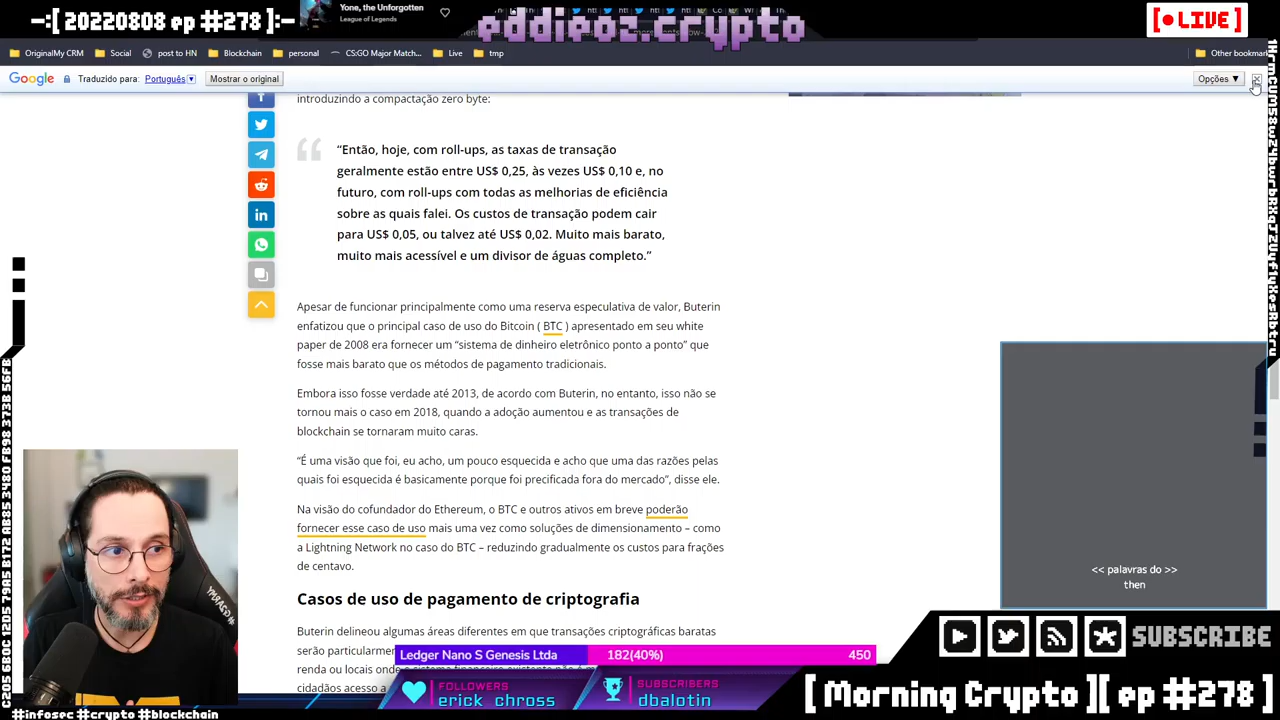 -:[ 20220808 ep #278 ]:-
Yone, the Unforgotten
League of Legends
eddieoz.crypto
[ • LIVE ]
OriginalMy CRM
Social
post to HN
Blockchain
personal
CS:GO Major Match...
Live
tmp
Other bookmark
Google
Traduzido para: Português
Mostrar o original
Opções ▼
introduzindo a compactação zero byte:
“Então, hoje, com roll-ups, as taxas de transação
geralmente estão entre US$ 0,25, às vezes US$ 0,10 e, no
futuro, com roll-ups com todas as melhorias de eficiência
sobre as quais falei. Os custos de transação podem cair
para US$ 0,05, ou talvez até US$ 0,02. Muito mais barato,
muito mais acessível e um divisor de águas completo.”
Apesar de funcionar principalmente como uma reserva especulativa de valor, Buterin
enfatizou que o principal caso de uso do Bitcoin ( BTC ) apresentado em seu white
paper de 2008 era fornecer um “sistema de dinheiro eletrônico ponto a ponto” que
fosse mais barato que os métodos de pagamento tradicionais.
Embora isso fosse verdade até 2013, de acordo com Buterin, no entanto, isso não se
tornou mais o caso em 2018, quando a adoção aumentou e as transações de
blockchain se tornaram muito caras.
“É uma visão que foi, eu acho, um pouco esquecida e acho que uma das razões pelas
quais foi esquecida é basicamente porque foi precificada fora do mercado”, disse ele.
Na visão do cofundador do Ethereum, o BTC e outros ativos em breve poderão
fornecer esse caso de uso mais uma vez como soluções de dimensionamento – como
a Lightning Network no caso do BTC – reduzindo gradualmente os custos para frações
de centavo.
Casos de uso de pagamento de criptografia
Buterin delineou algumas áreas diferentes em que transações criptográficas baratas
serão particularmen
renda ou locais onde
cidadãos acesso a
<< palavras do >>
then
Ledger Nano S Genesis Ltda
182(40%)
450
FOLLOWERS
erick_chross
SUBSCRIBERS
dbalotin
SUBSCRIBE
[ Morning Crypto ][ ep #278 ]
#infosec #crypto #blockchain